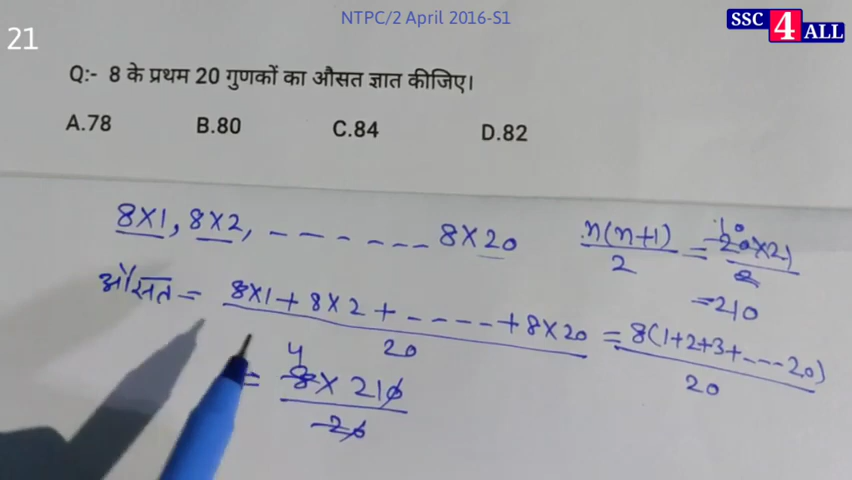 NTPC/2 April 2016-S1
SSC 4 ALL
21
Q:- 8 के प्रथम 20 गुणकों का औसत ज्ञात कीजिए।
A.78 B.80 C.84 D.82
8×1, 8×2, ------- 8×20
n(n+1)/2 = 20×21/2
10
=210
औसत = 8×1+8×2+-----+8×20/20 = 8(1+2+3+---20)/20
4
= 8×210/20